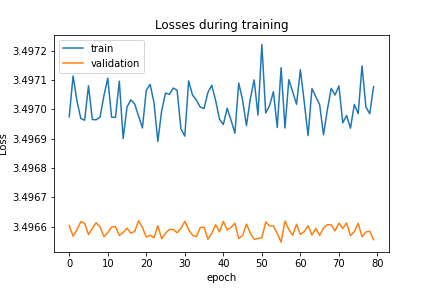 Losses during training
train
validation
3.4972
3.4971
3.4970
3.4969
3.4968
3.4967
3.4966
Loss
0 10 20 30 40 50 60 70 80
epoch